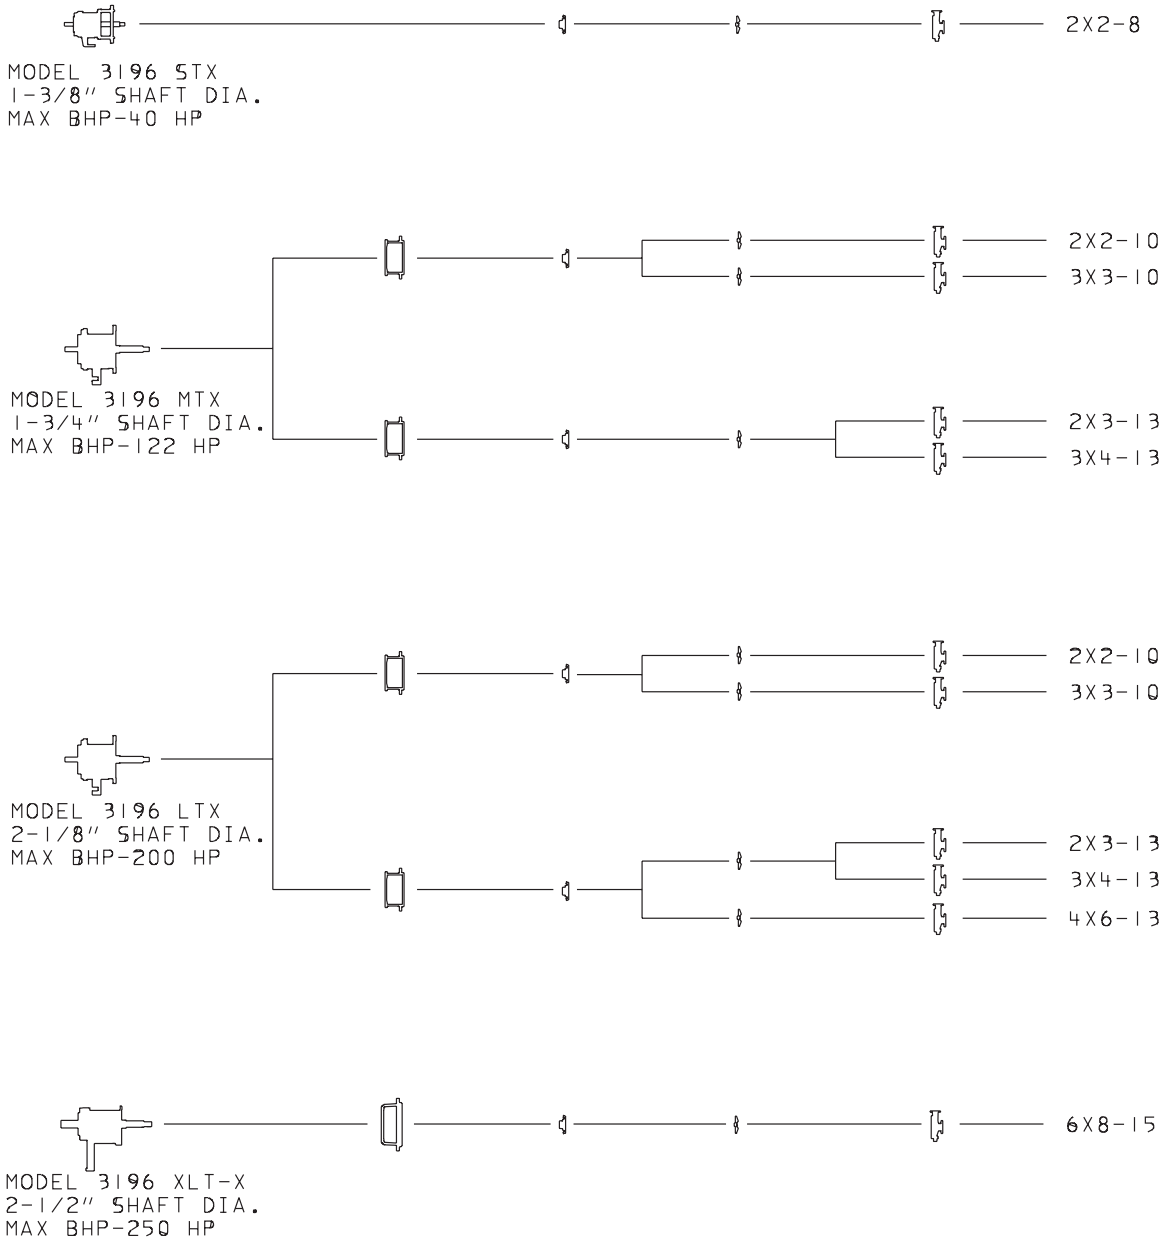 2X2-8
MODEL 3196 STX
1-3/8" SHAFT DIA.
MAX BHP-40 HP
2X2-10
3X3-10
MODEL 3196 MTX
1-3/4" SHAFT DIA.
MAX BHP-122 HP
2X3-13
3X4-13
2X2-10
3X3-10
MODEL 3196 LTX
2-1/8" SHAFT DIA.
MAX BHP-200 HP
2X3-13
3X4-13
4X6-13
6X8-15
MODEL 3196 XLT-X
2-1/2" SHAFT DIA.
MAX BHP-250 HP